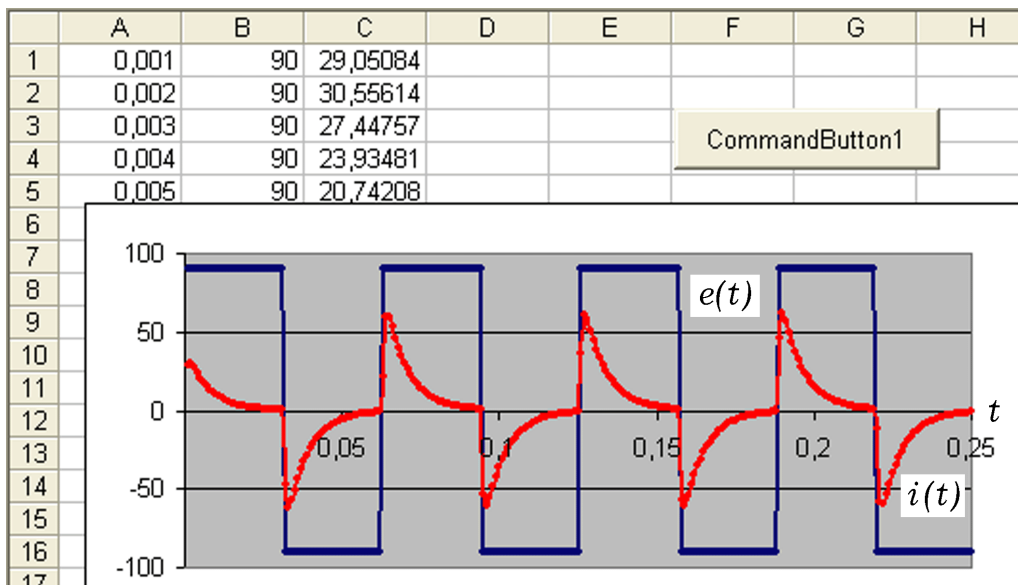 A B C D E F G H
1 0,001 90 29,05084
2 0,002 90 30,55614
3 0,003 90 27,44757
CommandButton1
4 0,004 90 23,93481
5 0,005 90 20,74208
6
7
8
9
10
11
12
13
14
15
16
17
100
50
0
-50
-100
e(t)
0,05 0,1 0,15 0,2 0,25
t
i(t)